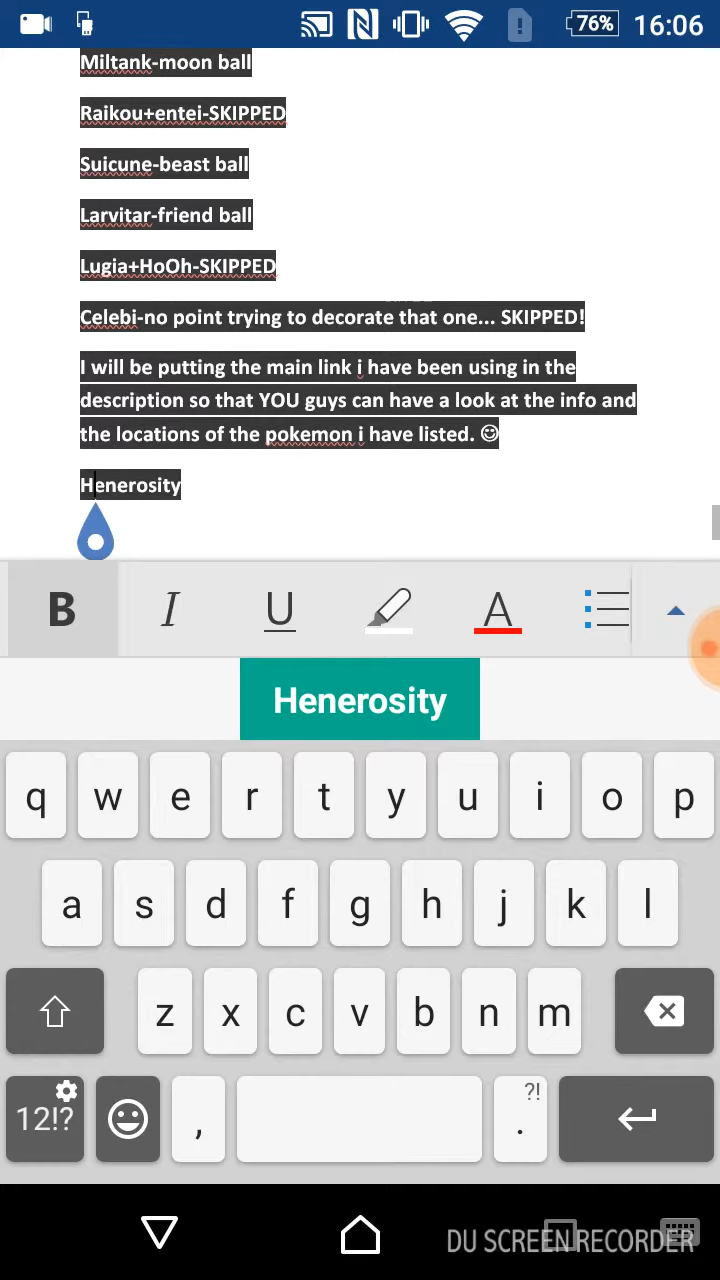 76% 16:06
Miltank-moon ball
Raikou+entei-SKIPPED
Suicune-beast ball
Larvitar-friend ball
Lugia+HoOh-SKIPPED
Celebi-no point trying to decorate that one... SKIPPED!
I will be putting the main link i have been using in the
description so that YOU guys can have a look at the info and
the locations of the pokemon i have listed. ☺
Henerosity
B I U A
Henerosity
q w e r t y u i o p
a s d f g h j k l
z x c v b n m
12!? , . ?!
DU SCREEN RECORDER